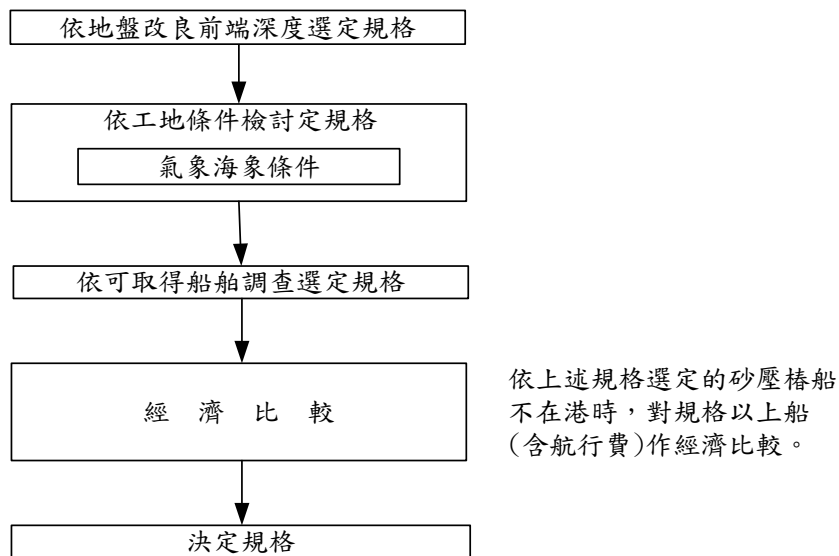 依地盤改良前端深度選定規格
依工地條件檢討定規格
氣象海象條件
依可取得船舶調查選定規格
經濟比較
依上述規格選定的砂壓樁船
不在港時，對規格以上船
(含航行費)作經濟比較。
決定規格